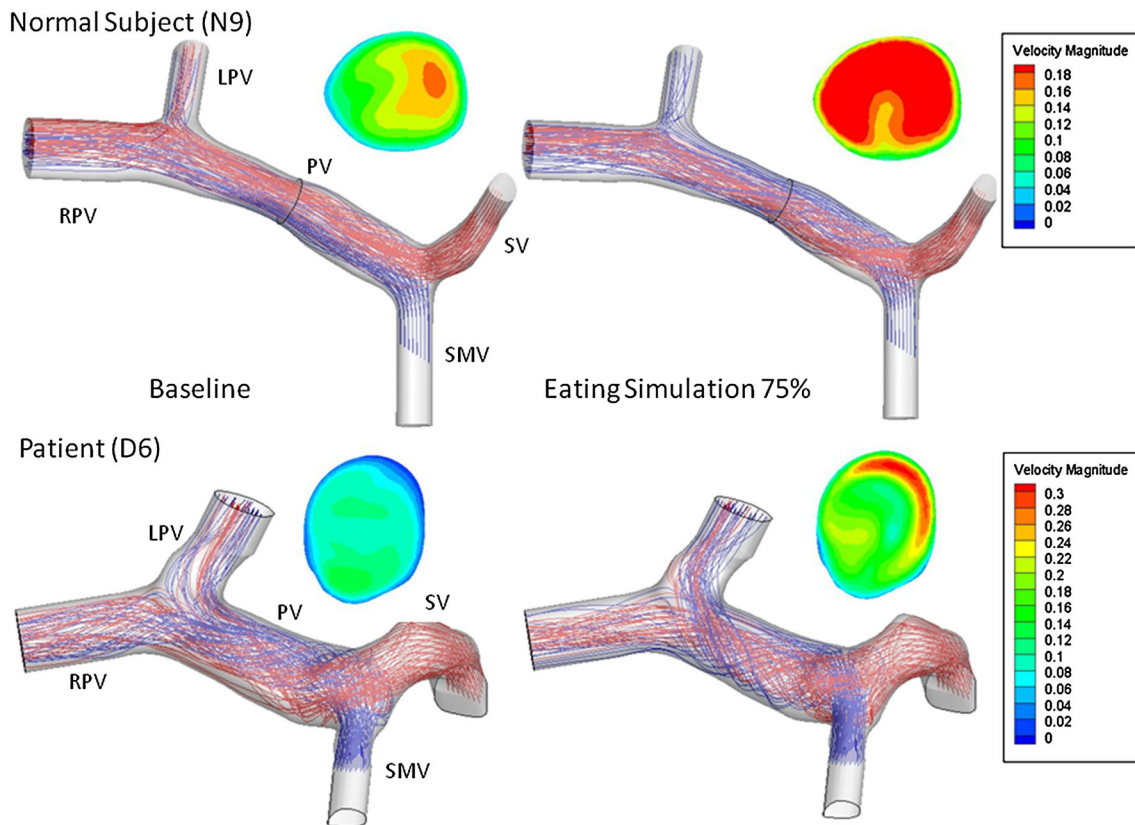 Normal Subject (N9)
LPV
PV
RPV
SV
SMV
Velocity Magnitude
0.18
0.16
0.14
0.12
0.1
0.08
0.06
0.04
0.02
0
Baseline
Eating Simulation 75%
Patient (D6)
LPV
PV
SV
RPV
SMV
Velocity Magnitude
0.3
0.28
0.26
0.24
0.22
0.2
0.18
0.16
0.14
0.12
0.1
0.08
0.06
0.04
0.02
0